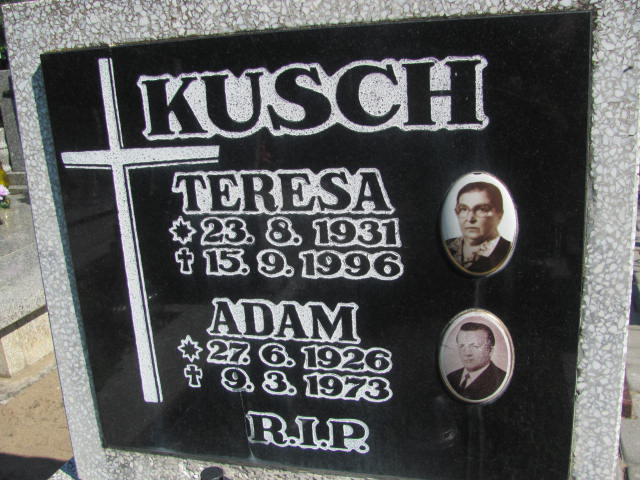 KUSCH
TERESA
* 23. 8. 1931
† 15. 9. 1996
ADAM
* 27. 6. 1926
† 9. 3. 1973
R.I.P.